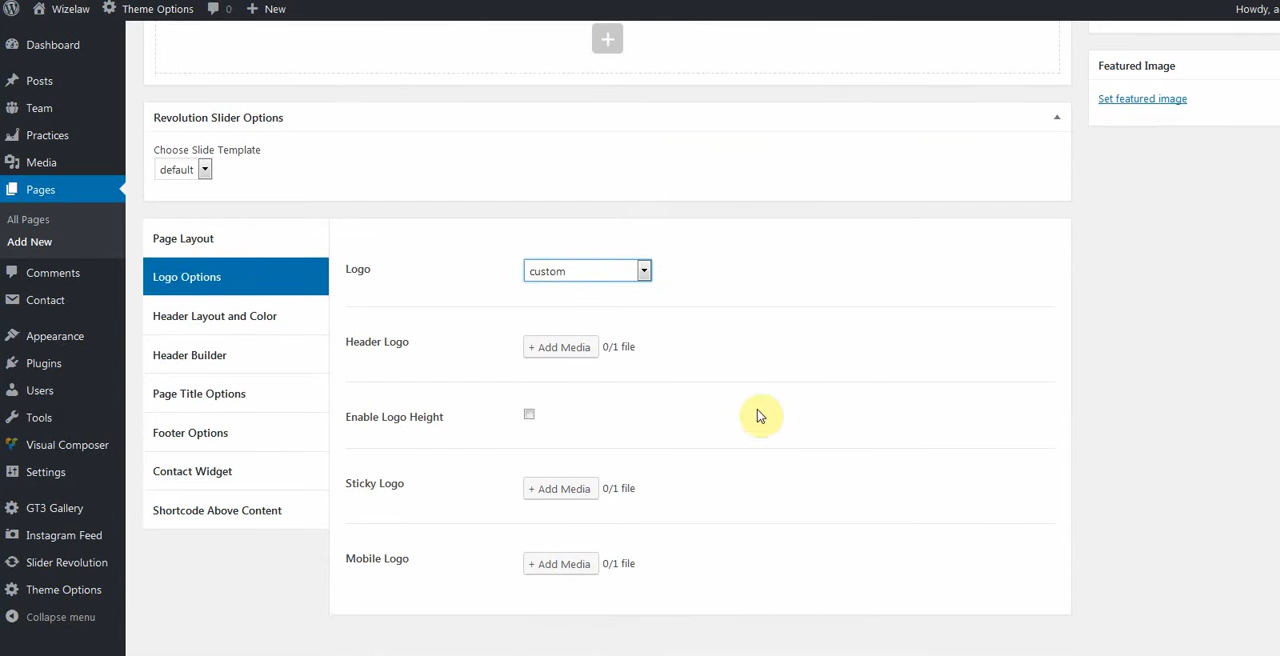 Wizelaw Theme Options 0 New Howdy, a
Dashboard
Posts
Team
Practices
Media
Pages
All Pages
Add New
Comments
Contact
Appearance
Plugins
Users
Tools
Visual Composer
Settings
GT3 Gallery
Instagram Feed
Slider Revolution
Theme Options
Collapse menu
+
Revolution Slider Options
Choose Slide Template
default
Page Layout
Logo Options
Header Layout and Color
Header Builder
Page Title Options
Footer Options
Contact Widget
Shortcode Above Content
Logo custom
Header Logo + Add Media 0/1 file
Enable Logo Height
Sticky Logo + Add Media 0/1 file
Mobile Logo + Add Media 0/1 file
Featured Image
Set featured image